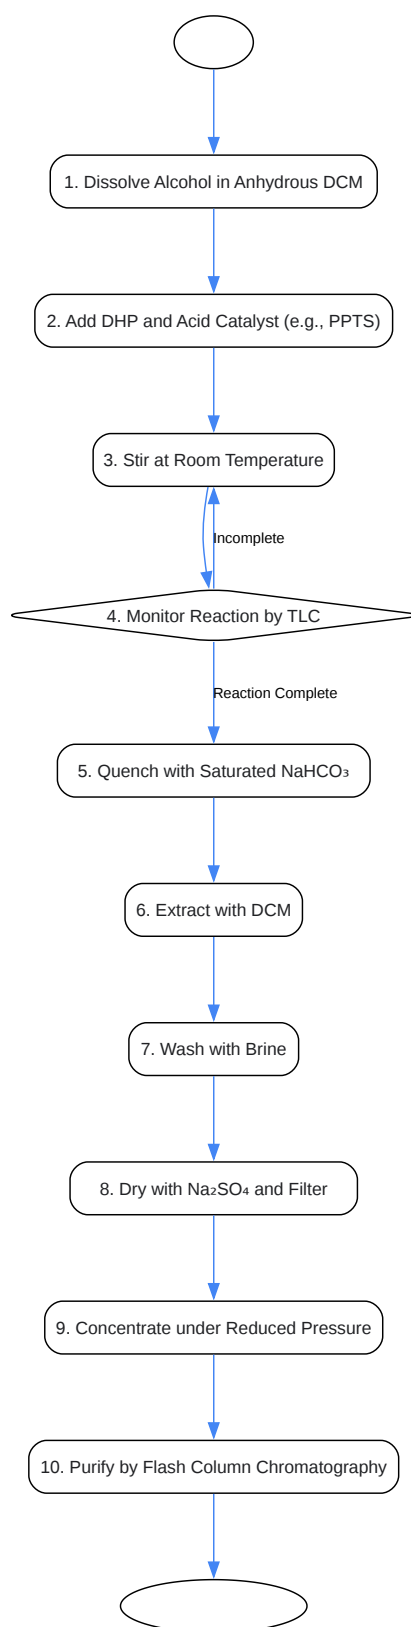 1. Dissolve Alcohol in Anhydrous DCM
2. Add DHP and Acid Catalyst (e.g., PPTS)
3. Stir at Room Temperature
Incomplete
4. Monitor Reaction by TLC
Reaction Complete
5. Quench with Saturated NaHCO₃
6. Extract with DCM
7. Wash with Brine
8. Dry with Na₂SO₄ and Filter
9. Concentrate under Reduced Pressure
10. Purify by Flash Column Chromatography